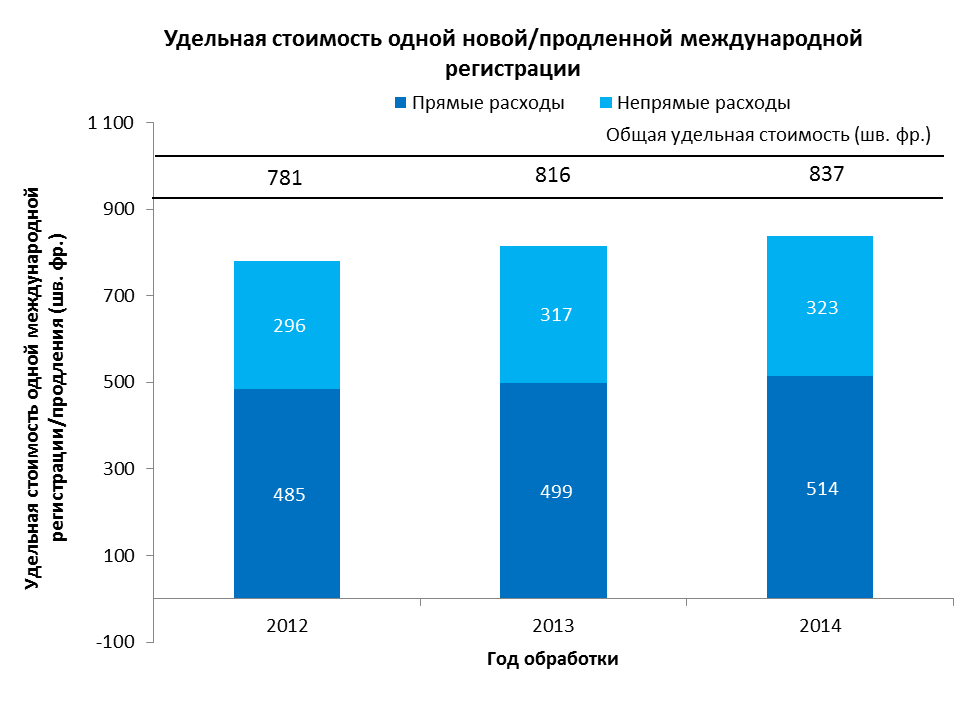 Удельная стоимость одной новой/продленной международной
регистрации
Прямые расходы
Непрямые расходы
Общая удельная стоимость (шв. фр.)
781
816
837
Удельная стоимость одной международной
регистрации/продления (шв. фр.)
1 100
900
700
500
300
100
-100
296
317
323
485
499
514
2012
2013
2014
Год обработки